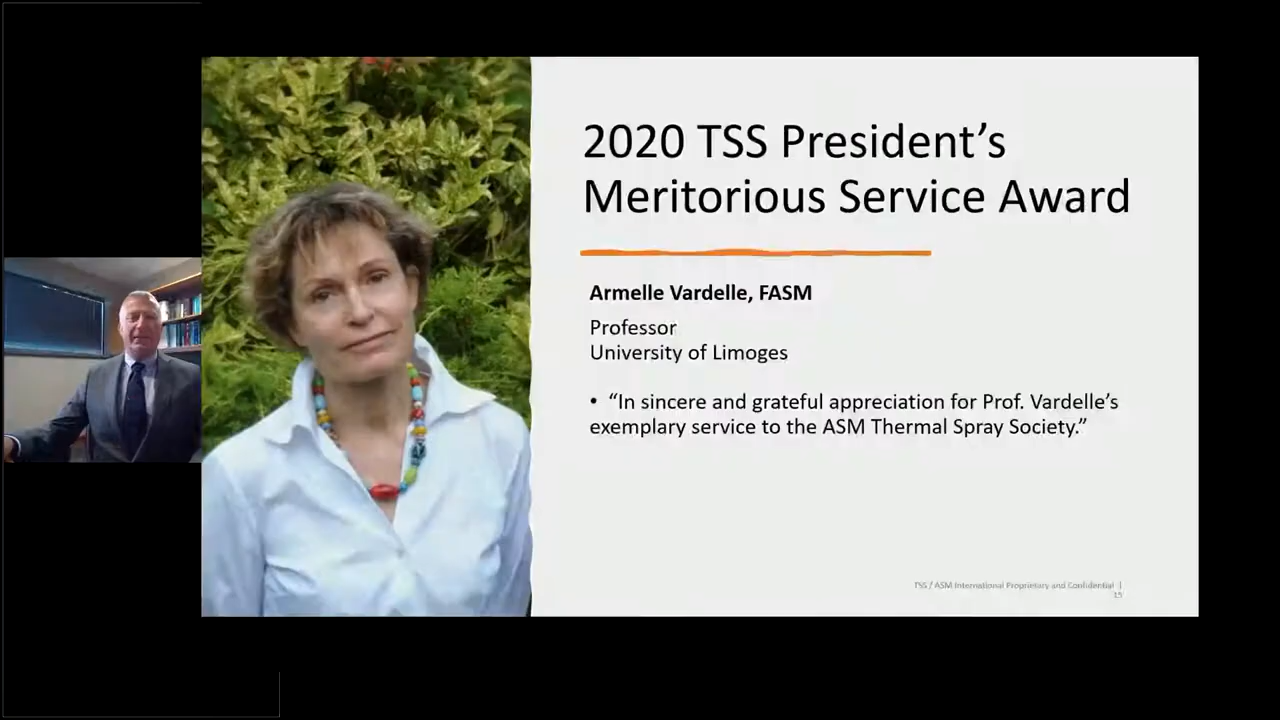 2020 TSS President’s
Meritorious Service Award
Armelle Vardelle, FASM
Professor
University of Limoges
• “In sincere and grateful appreciation for Prof. Vardelle’s
exemplary service to the ASM Thermal Spray Society.”
TSS / ASM International Proprietary and Confidential |
15